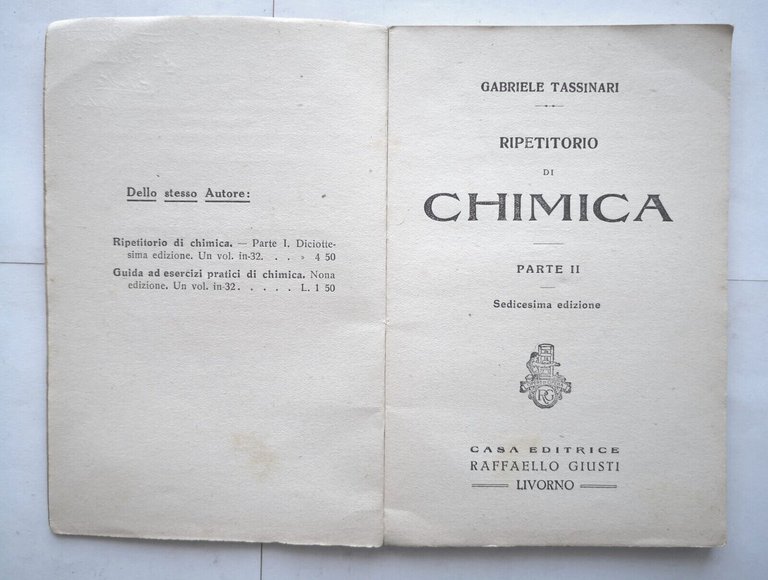 Dello stesso Autore:
Ripetitorio di chimica. — Parte I. Diciotte-
sima edizione. Un vol. in-32. . . » 4 50
Guida ad esercizi pratici di chimica. Nona
edizione. Un vol. in-32 . . . . . L. 1 50
GABRIELE TASSINARI
RIPETITORIO
DI
CHIMICA
PARTE II
Sedicesima edizione
RG
CASA EDITRICE
RAFFAELLO GIUSTI
LIVORNO